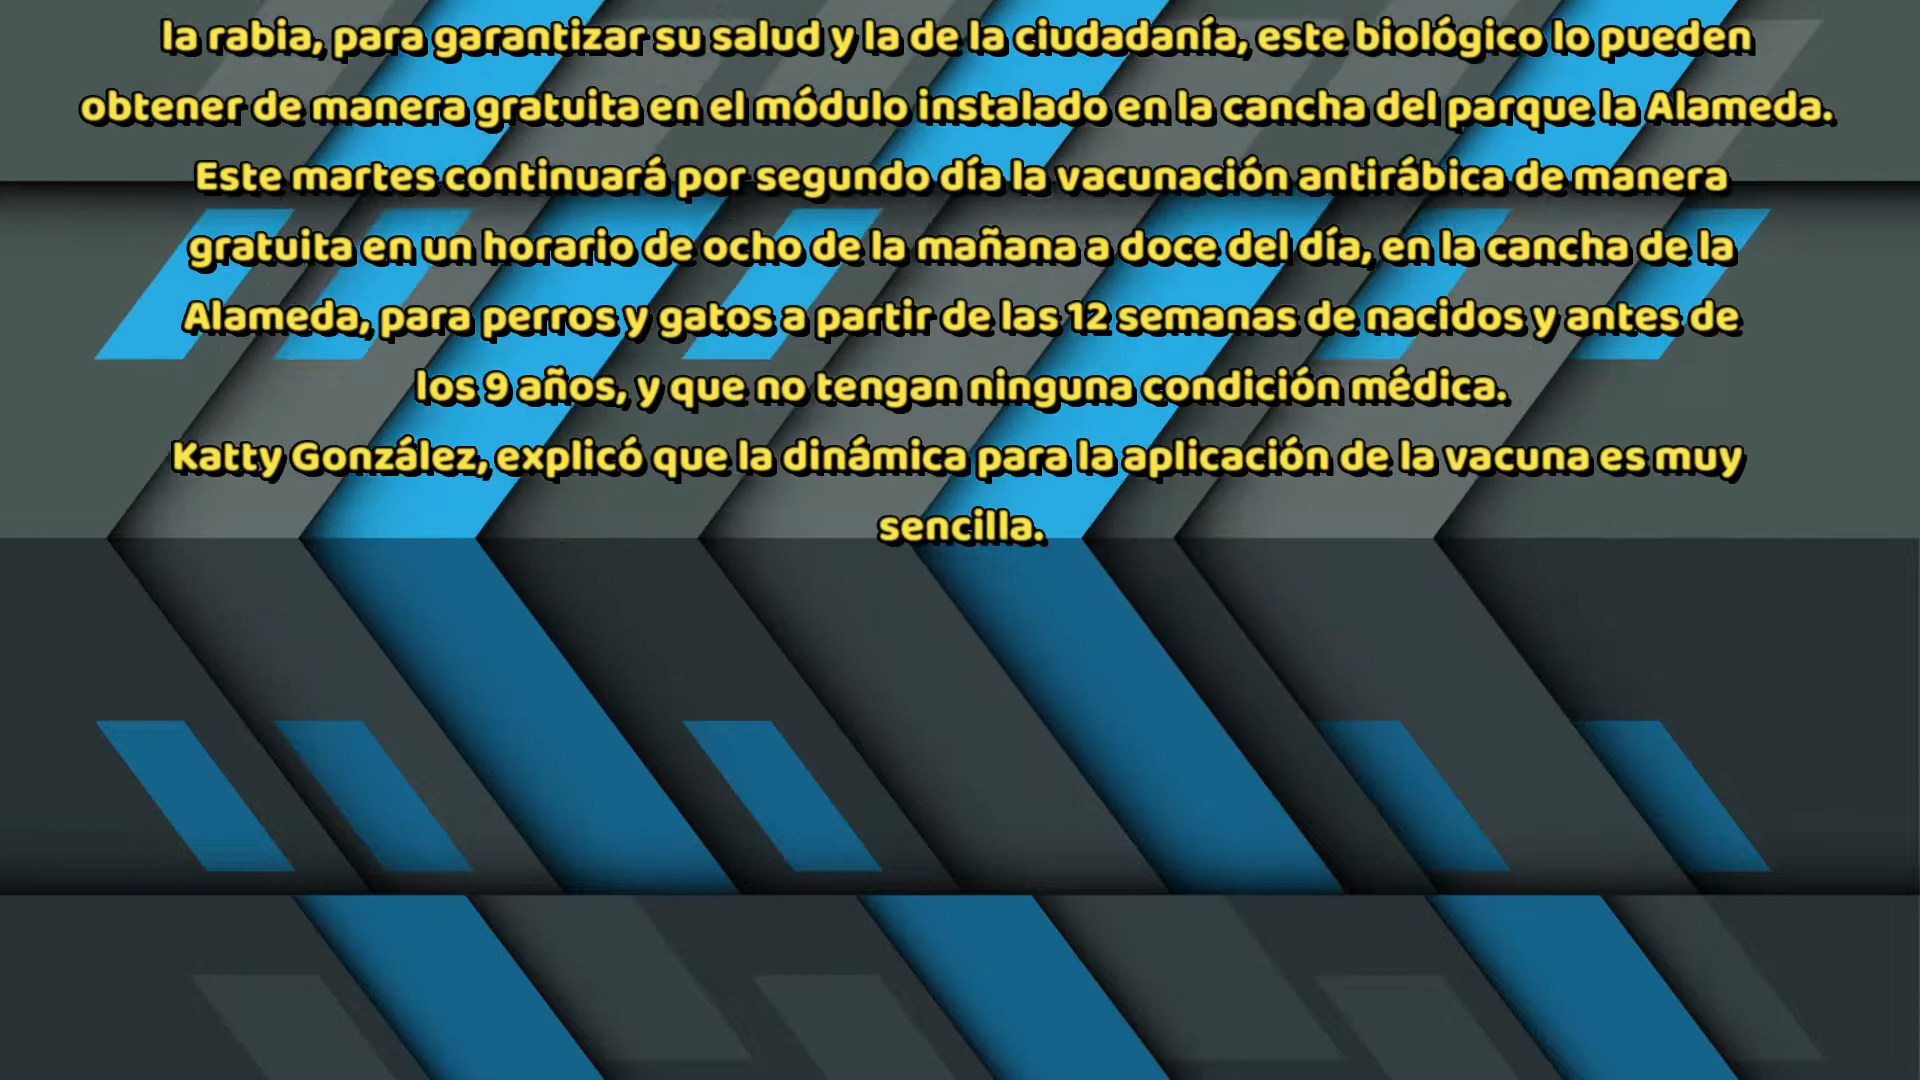 la rabia, para garantizar su salud y la de la ciudadanía, este biológico lo pueden
obtener de manera gratuita en el módulo instalado en la cancha del parque la Alameda.
Este martes continuará por segundo día la vacunación antirábica de manera
gratuita en un horario de ocho de la mañana a doce del día, en la cancha de la
Alameda, para perros y gatos a partir de las 12 semanas de nacidos y antes de
los 9 años, y que no tengan ninguna condición médica.
Katty González, explicó que la dinámica para la aplicación de la vacuna es muy
sencilla.